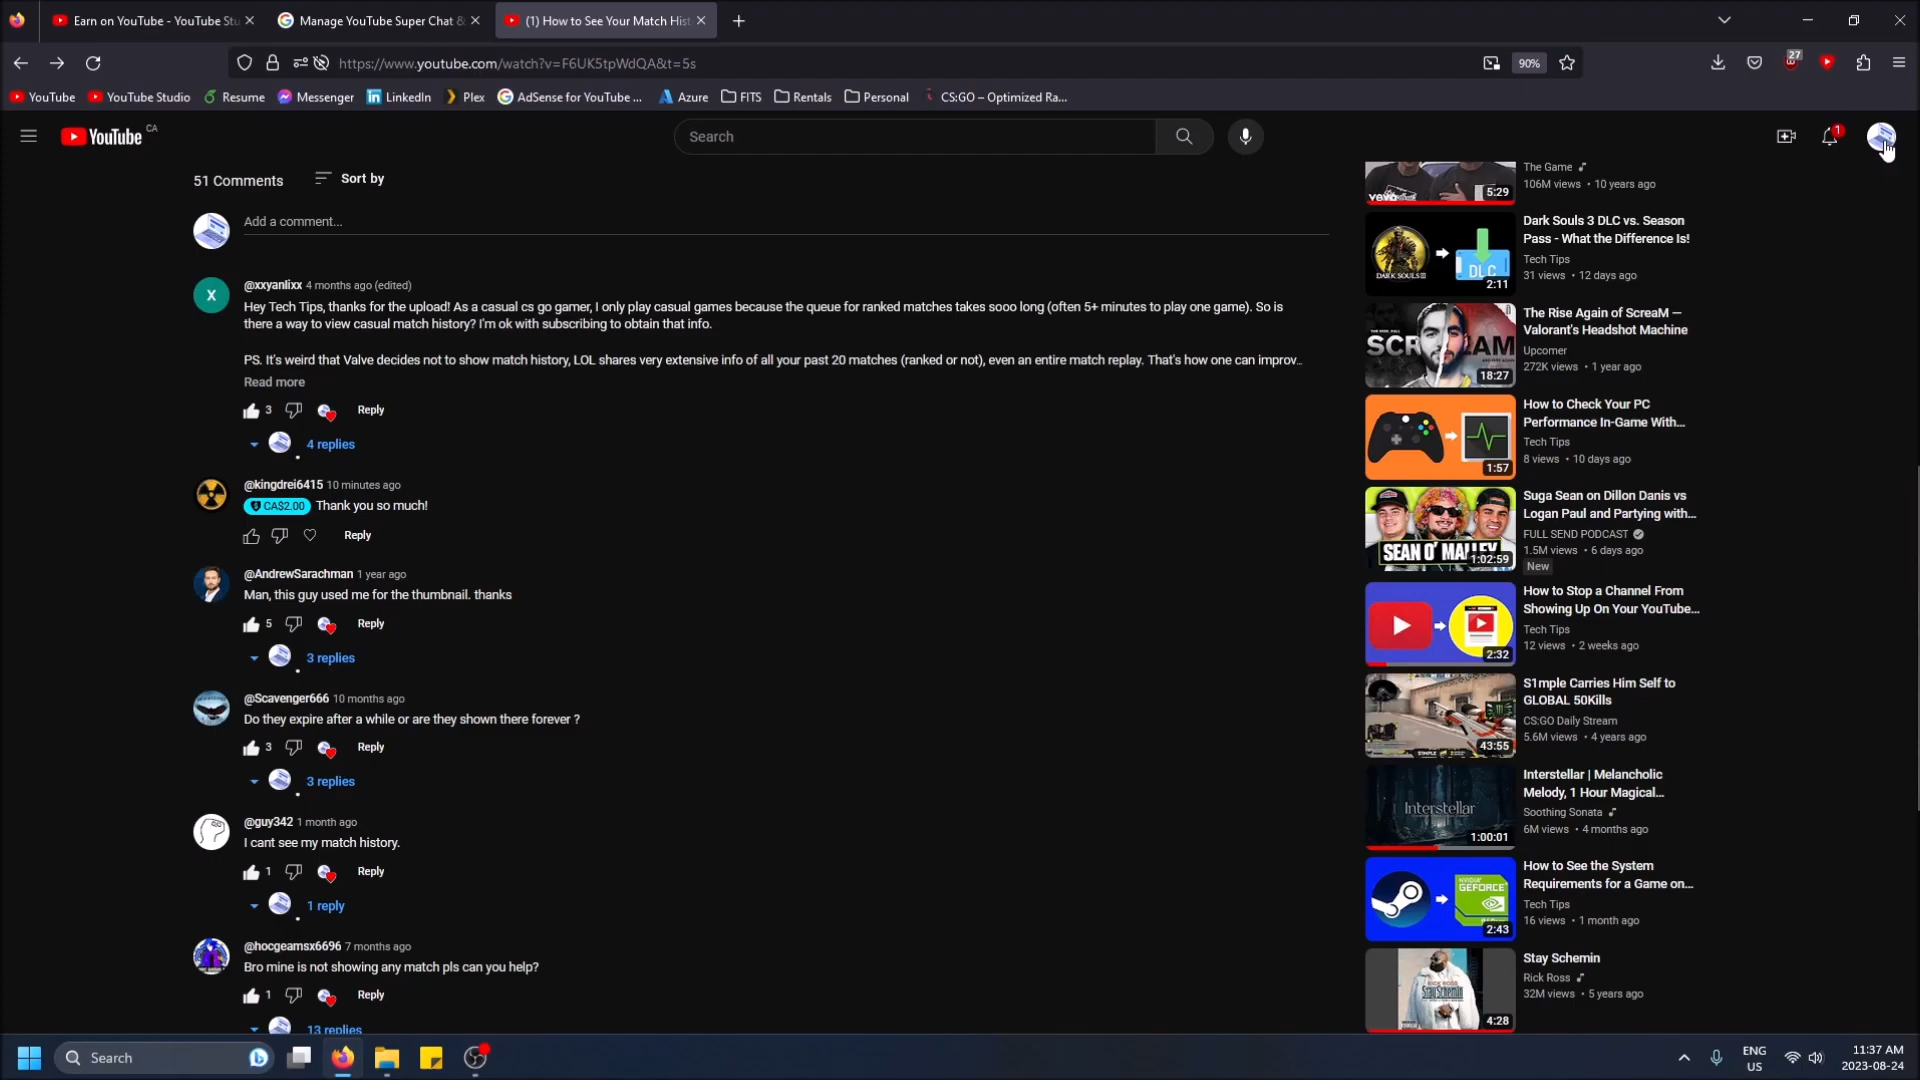 Earn on YouTube - YouTube Stu
Manage YouTube Super Chat &
(1) How to See Your Match Hist
https://www.youtube.com/watch?v=F6UK5tpWdQA&t=5s
90%
27
YouTube
YouTube Studio
Resume
Messenger
LinkedIn
Plex
AdSense for YouTube ...
Azure
FITS
Rentals
Personal
CS:GO – Optimized Ra...
YouTube CA
Search
1
51 Comments
Sort by
Add a comment...
X
@xxyanlixx 4 months ago (edited)
Hey Tech Tips, thanks for the upload! As a casual cs go gamer, I only play casual games because the queue for ranked matches takes sooo long (often 5+ minutes to play one game). So is
there a way to view casual match history? I'm ok with subscribing to obtain that info.
PS. It's weird that Valve decides not to show match history, LOL shares very extensive info of all your past 20 matches (ranked or not), even an entire match replay. That's how one can improv...
Read more
3
Reply
4 replies
@kingdrei6415 10 minutes ago
CA$2.00 Thank you so much!
Reply
@AndrewSarachman 1 year ago
Man, this guy used me for the thumbnail. thanks
5
Reply
3 replies
@Scavenger666 10 months ago
Do they expire after a while or are they shown there forever ?
3
Reply
3 replies
@guy342 1 month ago
I cant see my match history.
1
Reply
1 reply
@hocgeamsx6696 7 months ago
Bro mine is not showing any match pls can you help?
1
Reply
13 replies
vevo
5:29
The Game
106M views • 10 years ago
DARK SOULS III
DLC
2:11
Dark Souls 3 DLC vs. Season
Pass - What the Difference Is!
Tech Tips
31 views • 12 days ago
SCREAM
18:27
The Rise Again of ScreaM —
Valorant's Headshot Machine
Upcomer
272K views • 1 year ago
1:57
How to Check Your PC
Performance In-Game With...
Tech Tips
8 views • 10 days ago
SEAN O'MALLEY
1:02:59
Suga Sean on Dillon Danis vs
Logan Paul and Partying with...
FULL SEND PODCAST
1.5M views • 6 days ago
New
2:32
How to Stop a Channel From
Showing Up On Your YouTube...
Tech Tips
12 views • 2 weeks ago
43:55
S1mple Carries Him Self to
GLOBAL 50Kills
CS:GO Daily Stream
5.6M views • 4 years ago
Interstellar
1:00:01
Interstellar | Melancholic
Melody, 1 Hour Magical...
Soothing Sonata
6M views • 4 months ago
NVIDIA
GEFORCE
2:43
How to See the System
Requirements for a Game on...
Tech Tips
16 views • 1 month ago
RICK ROSS
Stay Schemin
4:28
Stay Schemin
Rick Ross
32M views • 5 years ago
Search
ENG
US
11:37 AM
2023-08-24